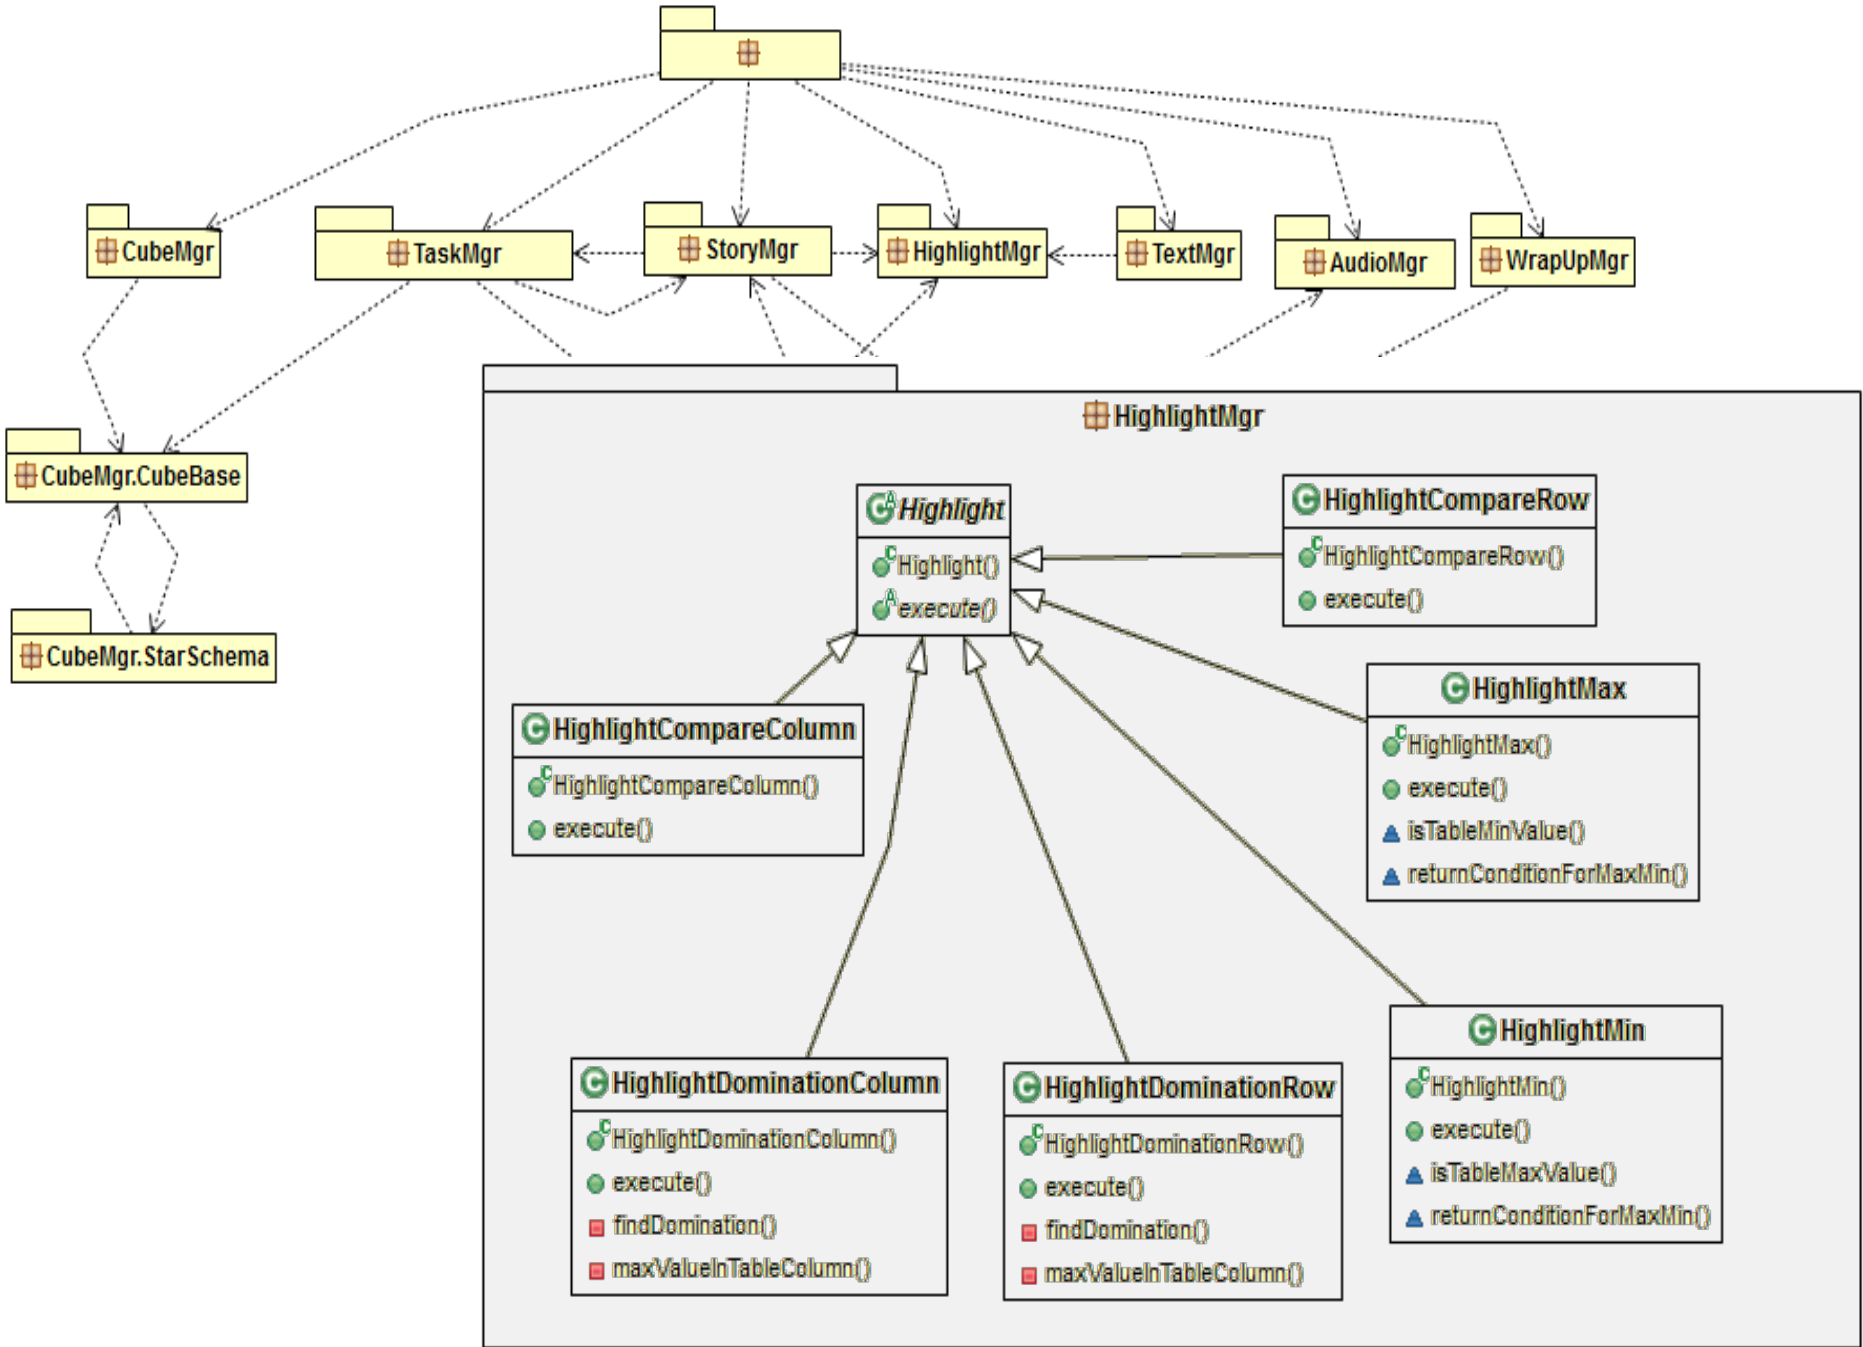 CubeMgr
TaskMgr
StoryMgr
HighlightMgr
TextMgr
AudioMgr
WrapUpMgr
CubeMgr.CubeBase
CubeMgr.StarSchema
HighlightMgr
Highlight
Highlight()
execute()
HighlightCompareRow
HighlightCompareRow()
execute()
HighlightCompareColumn
HighlightCompareColumn()
execute()
HighlightMax
HighlightMax()
execute()
isTableMinValue()
returnConditionForMaxMin()
HighlightDominationColumn
HighlightDominationColumn()
execute()
findDomination()
maxValueInTableColumn()
HighlightDominationRow
HighlightDominationRow()
execute()
findDomination()
maxValueInTableColumn()
HighlightMin
HighlightMin()
execute()
isTableMaxValue()
returnConditionForMaxMin()